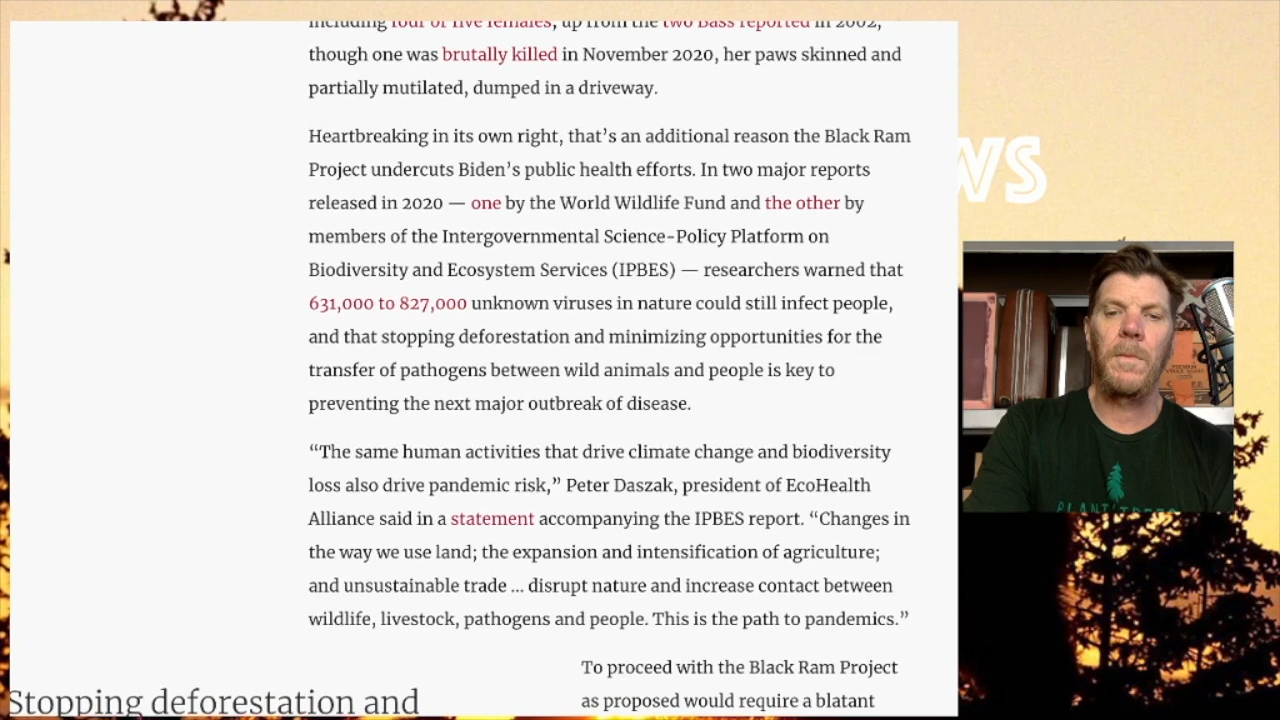 including four of five females, up from the two Bass reported in 2002,
though one was brutally killed in November 2020, her paws skinned and
partially mutilated, dumped in a driveway.
Heartbreaking in its own right, that’s an additional reason the Black Ram
Project undercuts Biden’s public health efforts. In two major reports
released in 2020 — one by the World Wildlife Fund and the other by
members of the Intergovernmental Science-Policy Platform on
Biodiversity and Ecosystem Services (IPBES) — researchers warned that
631,000 to 827,000 unknown viruses in nature could still infect people,
and that stopping deforestation and minimizing opportunities for the
transfer of pathogens between wild animals and people is key to
preventing the next major outbreak of disease.
“The same human activities that drive climate change and biodiversity
loss also drive pandemic risk,” Peter Daszak, president of EcoHealth
Alliance said in a statement accompanying the IPBES report. “Changes in
the way we use land; the expansion and intensification of agriculture;
and unsustainable trade ... disrupt nature and increase contact between
wildlife, livestock, pathogens and people. This is the path to pandemics.”
To proceed with the Black Ram Project
as proposed would require a blatant
Stopping deforestation and
WS
PLANT TREES